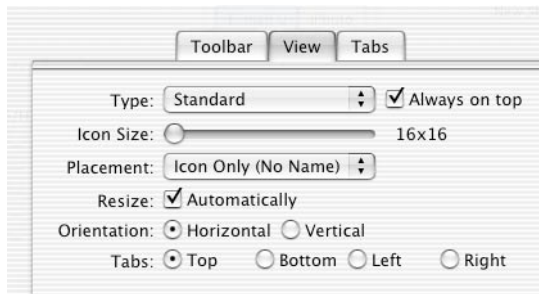 Toolbar View Tabs
Type: Standard Always on top
Icon Size: 16x16
Placement: Icon Only (No Name)
Resize: Automatically
Orientation: Horizontal Vertical
Tabs: Top Bottom Left Right